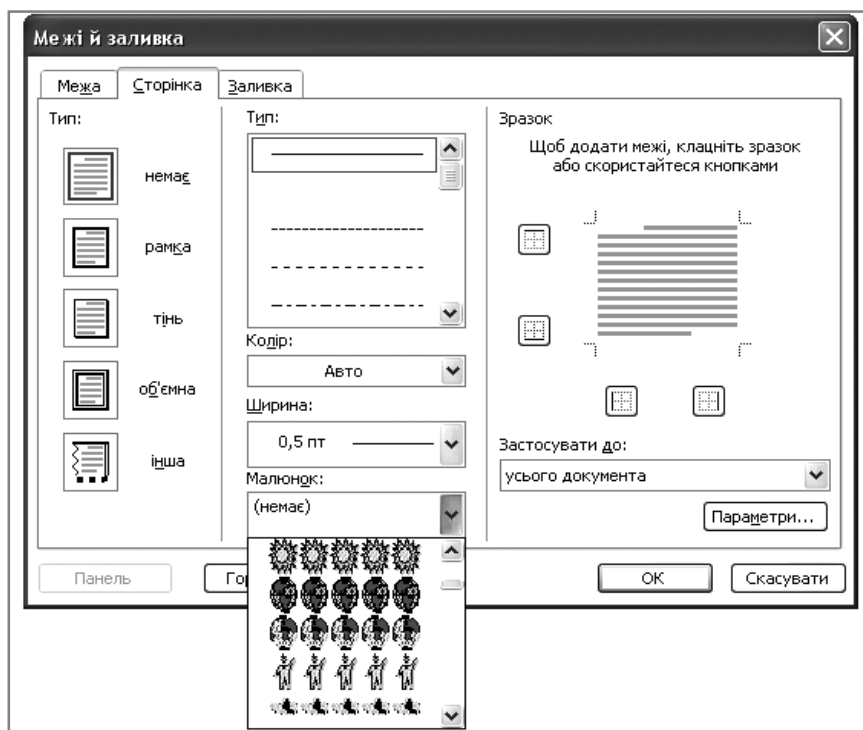 Межі й заливка
Межа
Сторінка
Заливка
Тип:
немає
рамка
тінь
об'ємна
інша
Тип:
Колір:
Авто
Ширина:
0,5 пт
Малюнок:
(немає)
Зразок
Щоб додати межі, клацніть зразок
або скористайтеся кнопками
Застосувати до:
усього документа
Параметри...
Панель
Гор
ОК
Скасувати